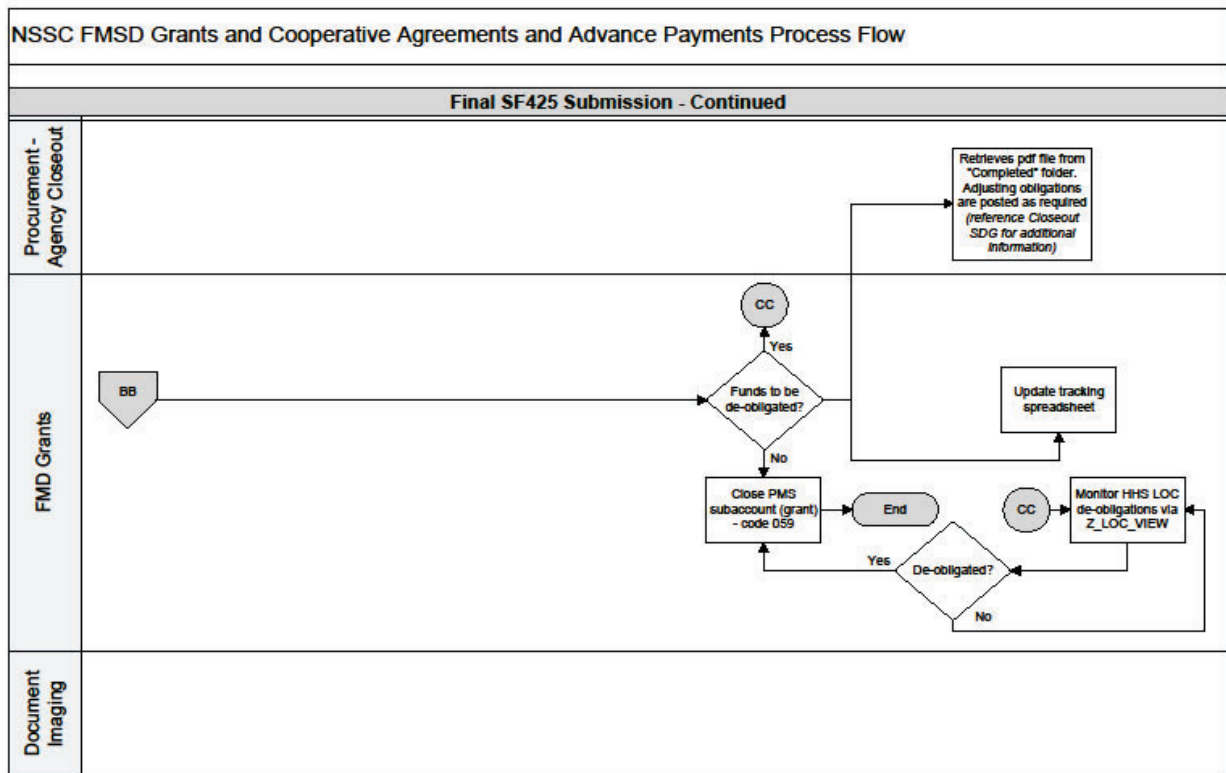 NSSC FMSD Grants and Cooperative Agreements and Advance Payments Process Flow
Final SF425 Submission - Continued
Procurement -
Agency Closeout
Retrieves pdf file from
"Completed" folder.
Adjusting obligations
are posted as required
(reference Closeout
SDG for additional
information)
FMD Grants
CC
Yes
BB
Funds to be
de-obligated?
Update tracking
spreadsheet
No
Close PMS
subaccount (grant)
- code 059
End
CC
Monitor HHS LOC
de-obligations via
Z_LOC_VIEW
Yes
De-obligated?
No
Document
Imaging